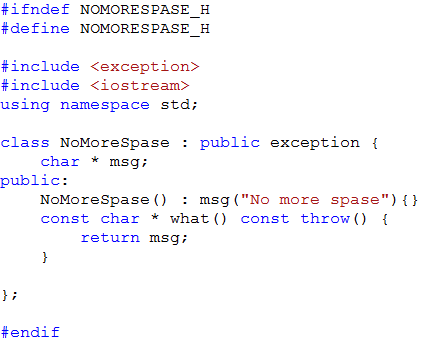 #ifndef NOMORESPASE_H
#define NOMORESPASE_H
#include <exception>
#include <iostream>
using namespace std;
class NoMoreSpase : public exception {
char * msg;
public:
NoMoreSpase() : msg("No more spase"){}
const char * what() const throw() {
return msg;
}
};
#endif